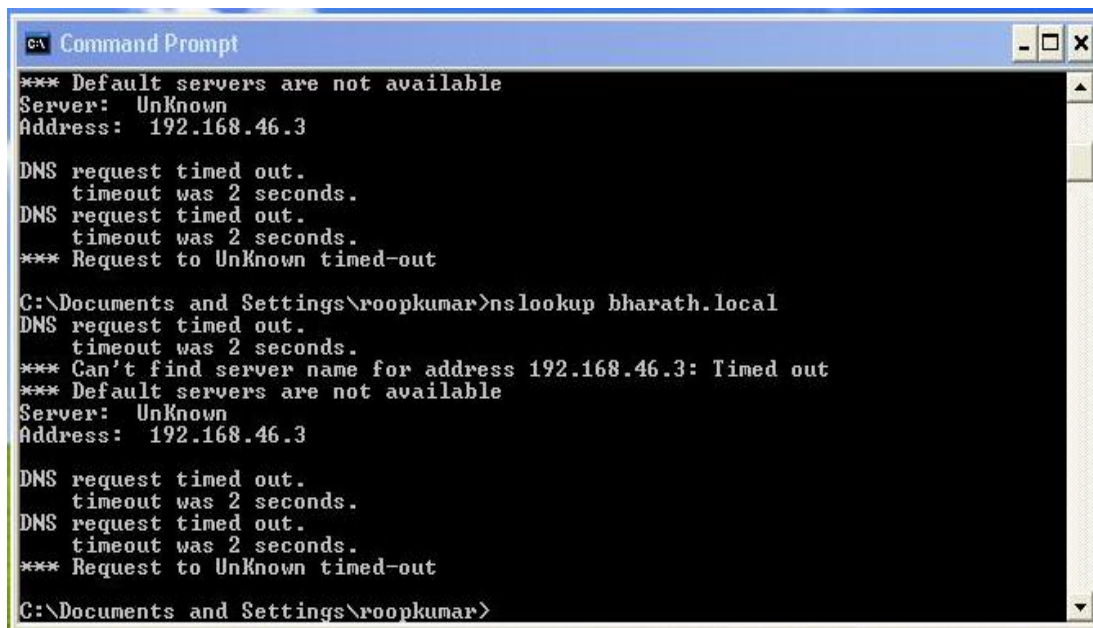 Command Prompt
*** Default servers are not available
Server:  UnKnown
Address:  192.168.46.3
DNS request timed out.
    timeout was 2 seconds.
DNS request timed out.
    timeout was 2 seconds.
*** Request to UnKnown timed-out
C:\Documents and Settings\roopkumar>nslookup bharath.local
DNS request timed out.
    timeout was 2 seconds.
*** Can't find server name for address 192.168.46.3: Timed out
*** Default servers are not available
Server:  UnKnown
Address:  192.168.46.3
DNS request timed out.
    timeout was 2 seconds.
DNS request timed out.
    timeout was 2 seconds.
*** Request to UnKnown timed-out
C:\Documents and Settings\roopkumar>